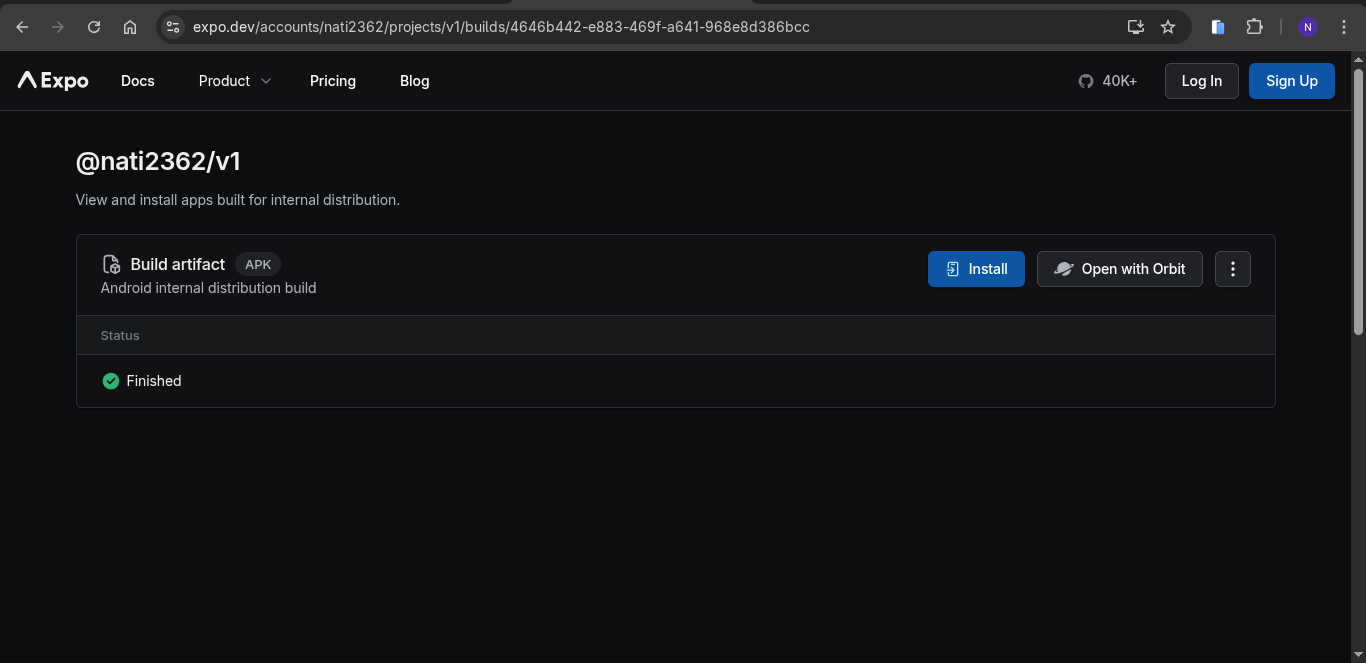 expo.dev/accounts/nati2362/projects/v1/builds/4646b442-e883-469f-a641-968e8d386bcc
N
Expo Docs Product Pricing Blog 40K+ Log In Sign Up
@nati2362/v1
View and install apps built for internal distribution.
Build artifact APK Install Open with Orbit
Android internal distribution build
Status
Finished